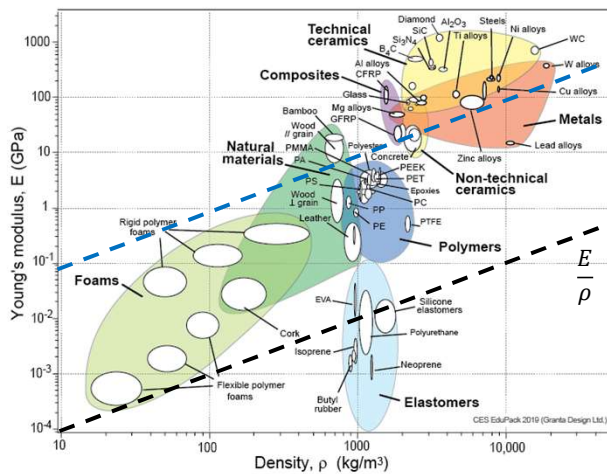 Technical
ceramics
Diamond
Al₂O₃
Steels
SiC
Si₃N₄
B₄C
Ti alloys
Ni alloys
WC
Al alloys
W alloys
Composites
CFRP
Glass
Cu alloys
Mg alloys
GFRP
Metals
Bamboo
Wood
// grain
Polyester
PMMA
Concrete
Zinc alloys
Lead alloys
Natural
materials
PA
PEEK
PET
Non-technical
ceramics
PS
Epoxies
PC
Wood
⊥ grain
PP
PE
PTFE
Leather
Polymers
Rigid polymer
foams
Foams
EVA
Silicone
elastomers
Cork
Polyurethane
Isoprene
Neoprene
Flexible polymer
foams
Butyl
rubber
Elastomers
E
ρ
CES EduPack 2019 (Granta Design Ltd.)
Young's modulus, E (GPa)
1000
100
10
1
10⁻¹
10⁻²
10⁻³
10⁻⁴
10
100
1000
10,000
Density, ρ (kg/m³)